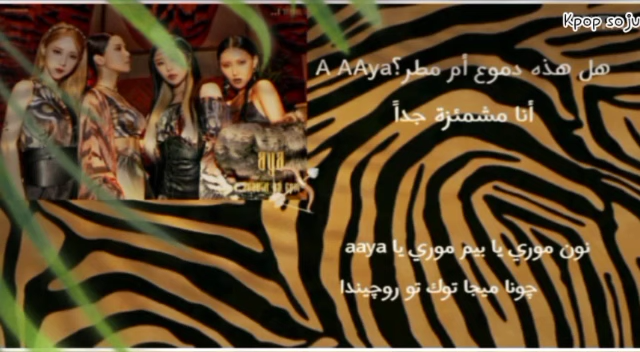 Kpop soju
هل هذه دموع أم مطر؟A AAya
أنا مشمئزة جداً
aya
نون موري يا بيم موري يا aaya
چونا ميجا توك تو روچيندا